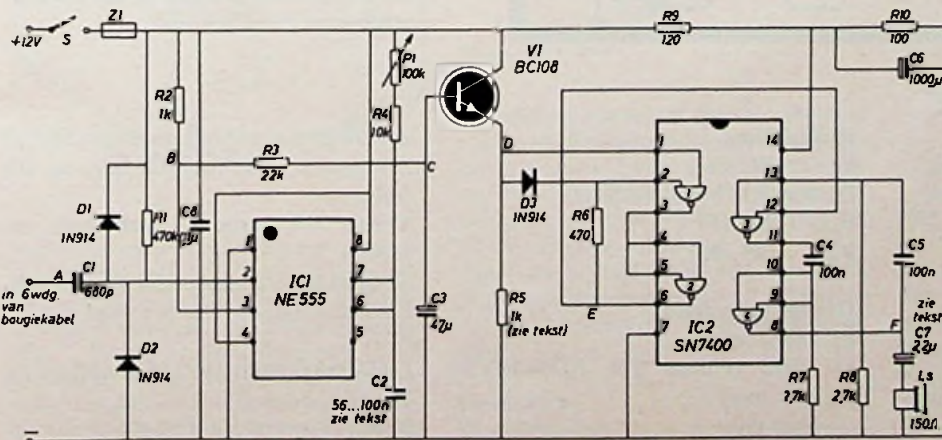 +12V
S
Z1
R2
1k
B
R3
22k
P1
100k
R4
10k
C
V1
BC108
R9
120
R10
100
C6
1000µ
D
D3
1N914
R6
470
E
R5
1k
(zie tekst)
D1
1N914
R1
470k
C8
A
C1
680p
in 6wdg.
van
bougiekabel
D2
1N914
IC1
NE555
1
2
3
4
8
7
6
5
C2
56...100n
zie tekst
C3
47µ
IC2
SN7400
1
2
3
4
5
6
7
14
13
12
11
10
9
8
1
2
3
4
C4
100n
C5
100n
F
zie
tekst
C7
2,2µ
R7
2,7k
R8
2,7k
Ls
150Ω